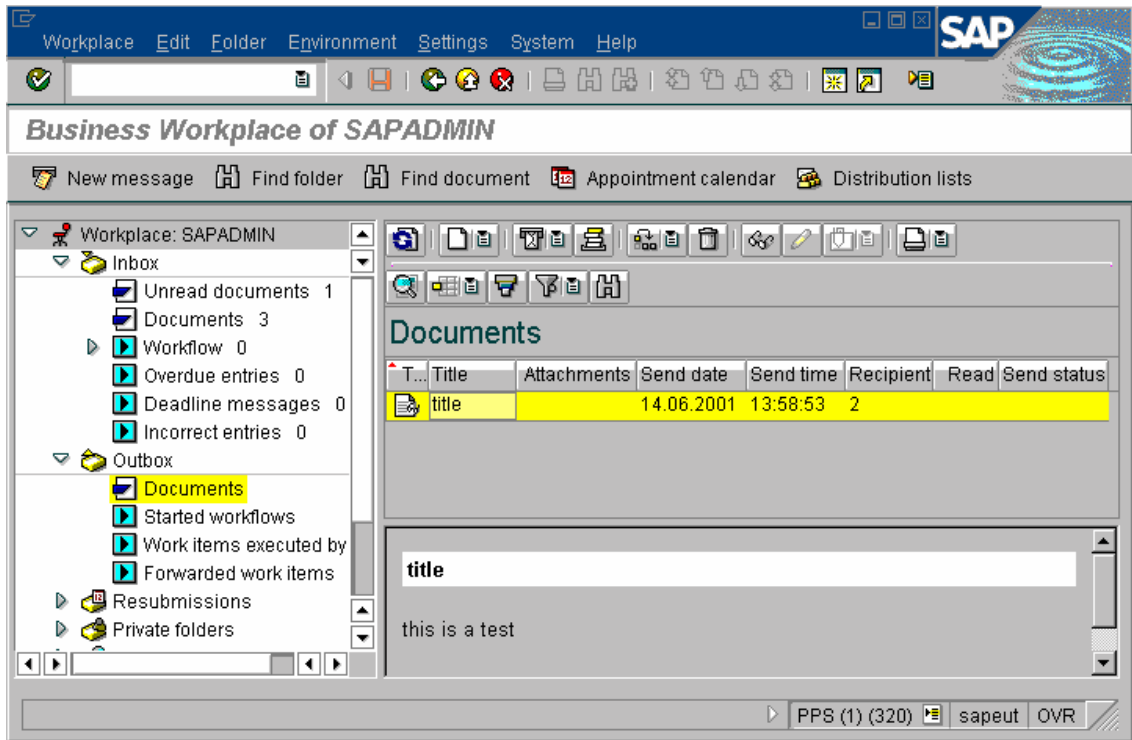 Workplace Edit Folder Environment Settings System Help
SAP
Business Workplace of SAPADMIN
New message Find folder Find document Appointment calendar Distribution lists
Workplace: SAPADMIN
Inbox
Unread documents 1
Documents 3
Workflow 0
Overdue entries 0
Deadline messages 0
Incorrect entries 0
Outbox
Documents
Started workflows
Work items executed by
Forwarded work items
Resubmissions
Private folders
Documents
T... Title Attachments Send date Send time Recipient Read Send status
title 14.06.2001 13:58:53 2
title
this is a test
PPS (1) (320) sapeut OVR